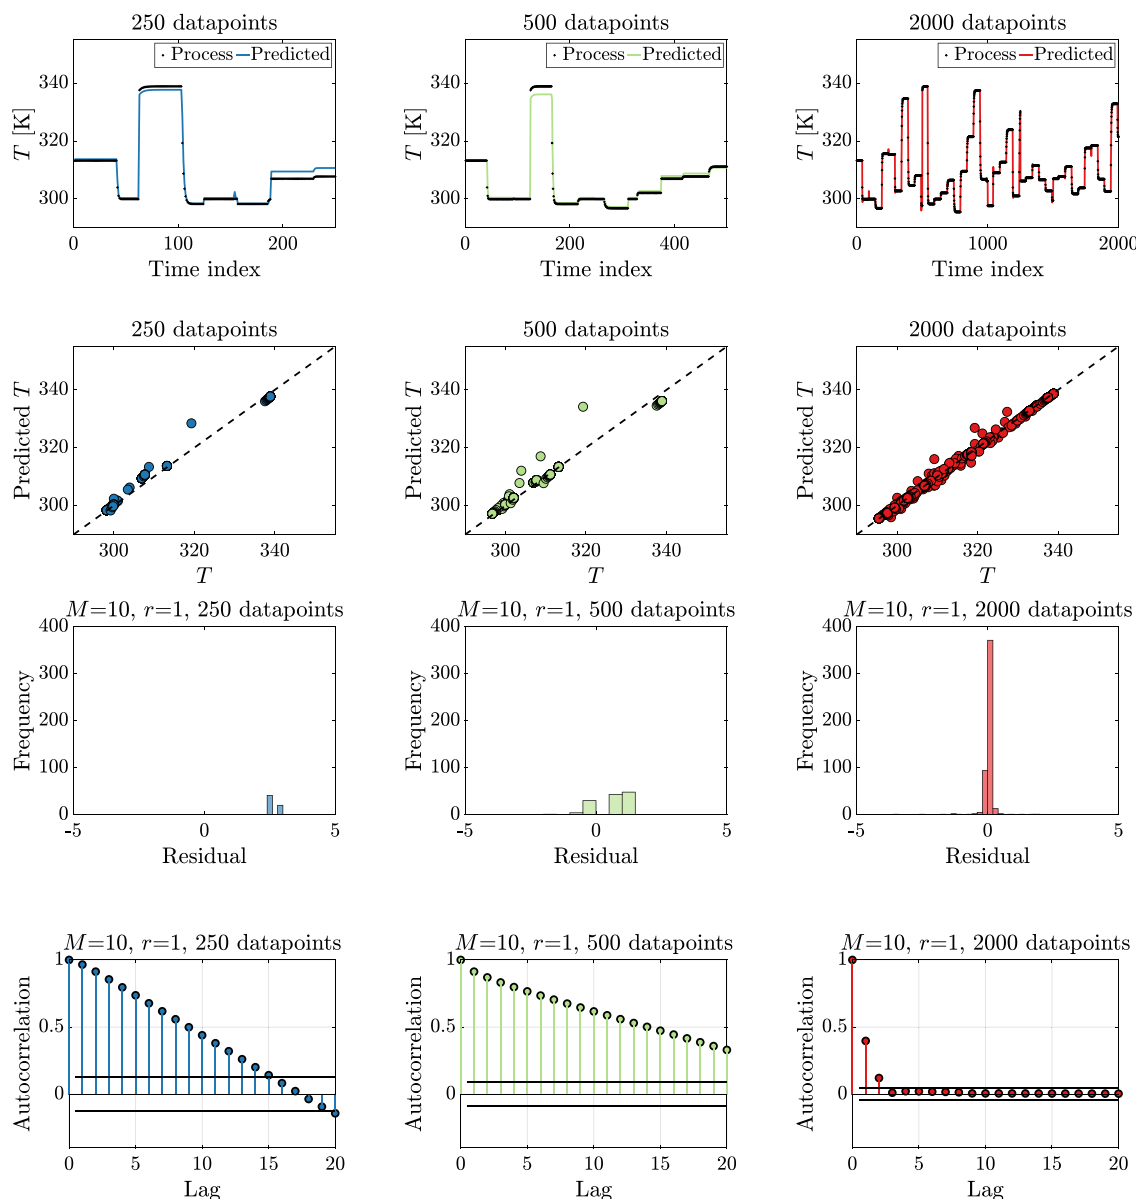 250 datapoints
Process Predicted
T [K]
340
320
300
0 100 200
Time index
500 datapoints
Process Predicted
T [K]
340
320
300
0 200 400
Time index
2000 datapoints
Process Predicted
T [K]
340
320
300
0 1000 2000
Time index
250 datapoints
Predicted T
340
320
300
300 320 340
T
500 datapoints
Predicted T
340
320
300
300 320 340
T
2000 datapoints
Predicted T
340
320
300
300 320 340
T
M=10, r=1, 250 datapoints
Frequency
400
300
200
100
0
-5 0 5
Residual
M=10, r=1, 500 datapoints
Frequency
400
300
200
100
0
-5 0 5
Residual
M=10, r=1, 2000 datapoints
Frequency
400
300
200
100
0
-5 0 5
Residual
M=10, r=1, 250 datapoints
Autocorrelation
1
0.5
0
0 5 10 15 20
Lag
M=10, r=1, 500 datapoints
Autocorrelation
1
0.5
0
0 5 10 15 20
Lag
M=10, r=1, 2000 datapoints
Autocorrelation
1
0.5
0
0 5 10 15 20
Lag